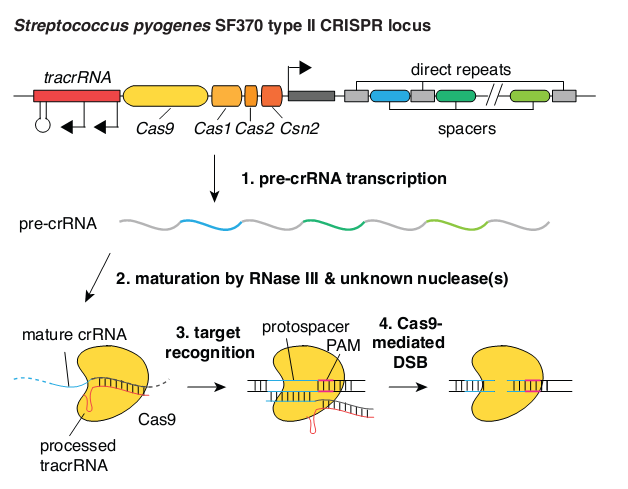 Streptococcus pyogenes SF370 type II CRISPR locus
tracrRNA
direct repeats
Cas9
Cas1
Cas2
Csn2
spacers
1. pre-crRNA transcription
pre-crRNA
2. maturation by RNase III & unknown nuclease(s)
mature crRNA
3. target
recognition
protospacer
PAM
4. Cas9-
mediated
DSB
Cas9
processed
tracrRNA